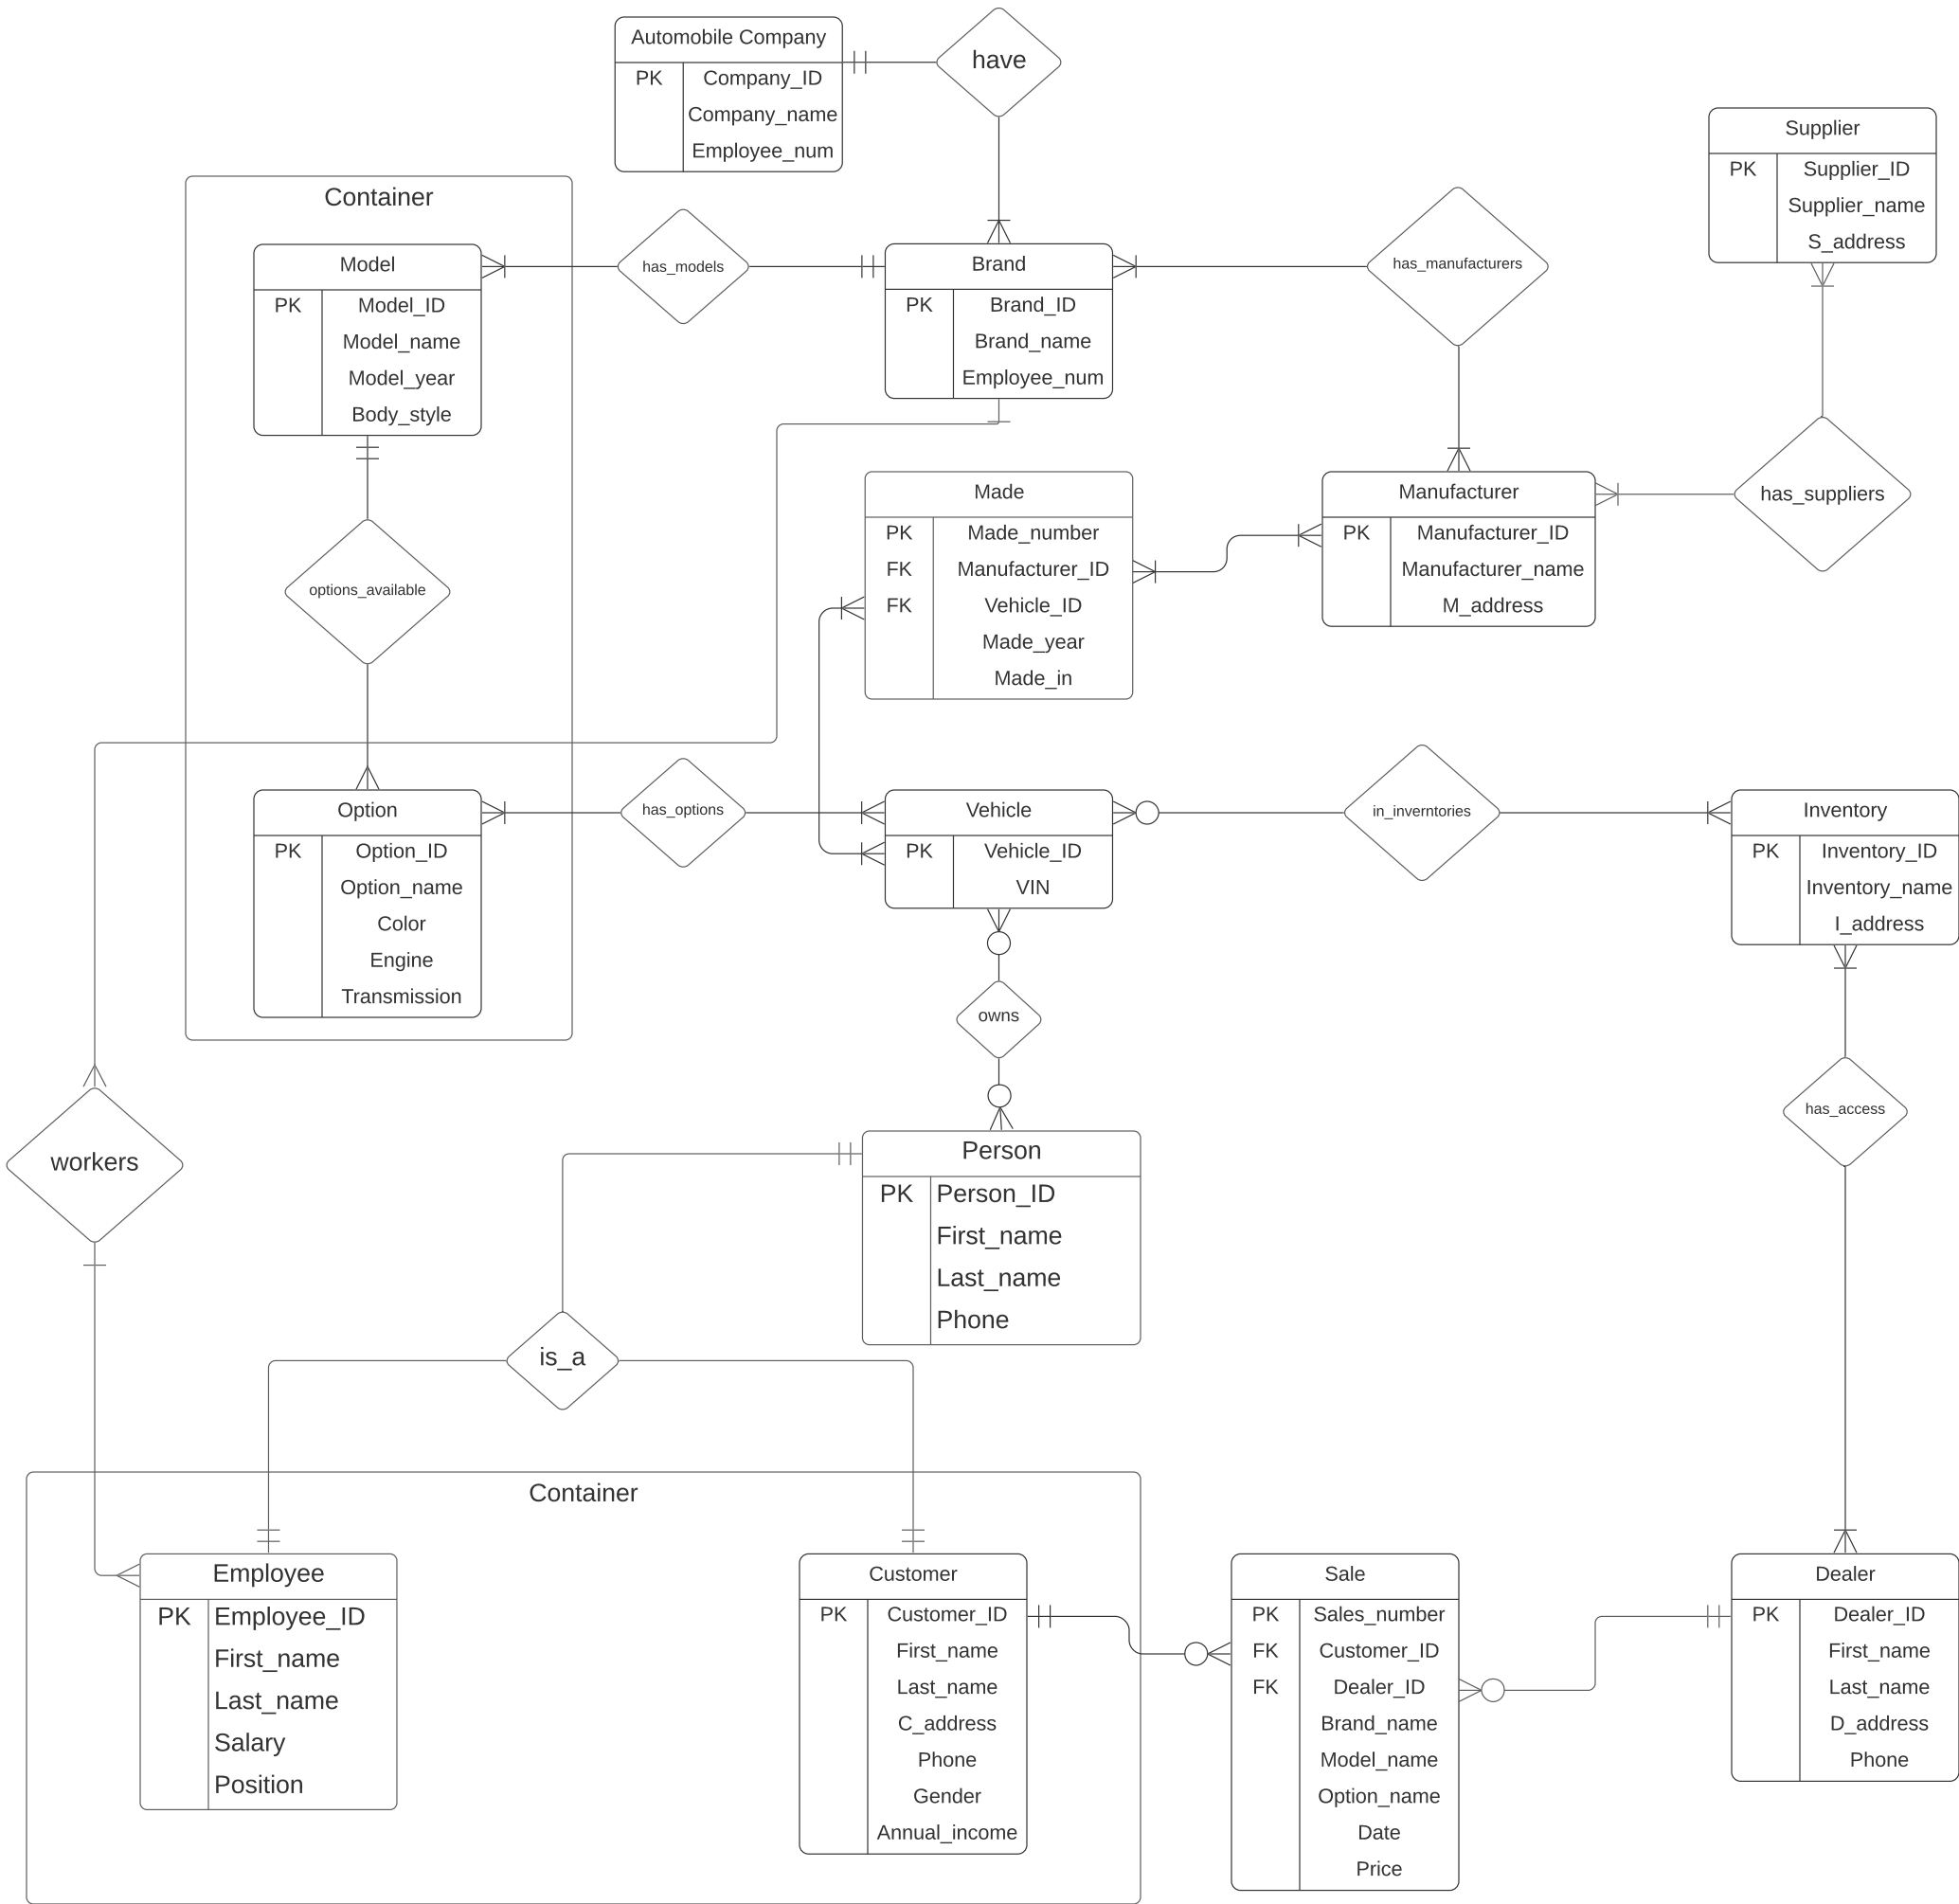 Automobile Company
PK Company_ID
Company_name
Employee_num
have
Supplier
PK Supplier_ID
Supplier_name
S_address
Container
Model
PK Model_ID
Model_name
Model_year
Body_style
has_models
Brand
PK Brand_ID
Brand_name
Employee_num
has_manufacturers
Made
PK Made_number
FK Manufacturer_ID
FK Vehicle_ID
Made_year
Made_in
Manufacturer
PK Manufacturer_ID
Manufacturer_name
M_address
has_suppliers
options_available
Option
PK Option_ID
Option_name
Color
Engine
Transmission
has_options
Vehicle
PK Vehicle_ID
VIN
in_inverntories
Inventory
PK Inventory_ID
Inventory_name
I_address
owns
has_access
workers
Person
PK Person_ID
First_name
Last_name
Phone
is_a
Container
Employee
PK Employee_ID
First_name
Last_name
Salary
Position
Customer
PK Customer_ID
First_name
Last_name
C_address
Phone
Gender
Annual_income
Sale
PK Sales_number
FK Customer_ID
FK Dealer_ID
Brand_name
Model_name
Option_name
Date
Price
Dealer
PK Dealer_ID
First_name
Last_name
D_address
Phone